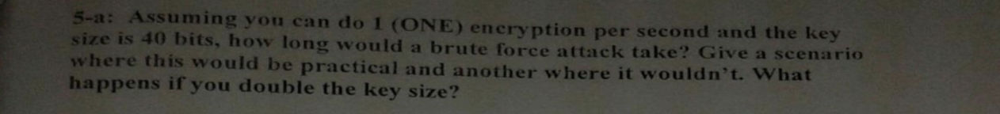 5-a: Assuming you can do 1 (ONE) encryption per second and the key
size is 40 bits, how long would a brute force attack take? Give a scenario
where this would be practical and another where it wouldn't. What
happens if you double the key size?